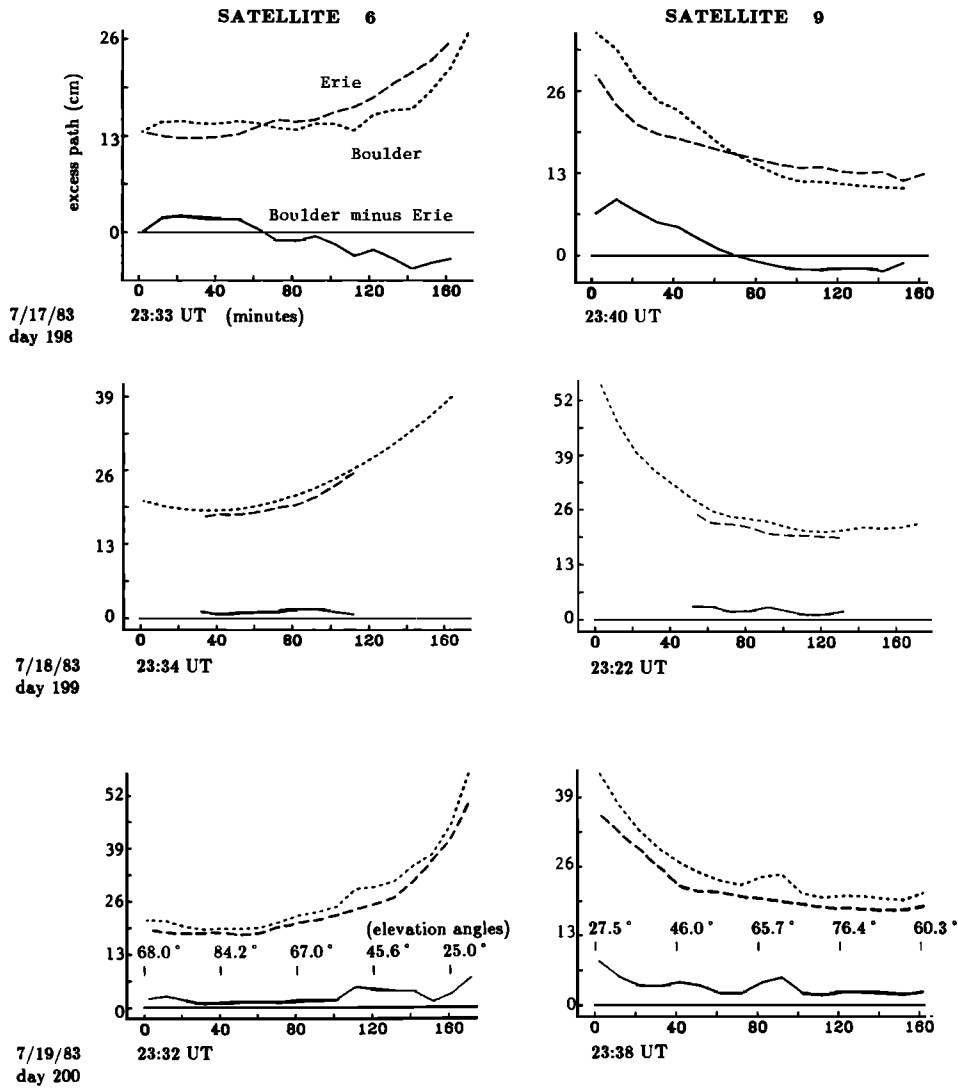 SATELLITE 6
SATELLITE 9
excess path (cm)
26
13
0
Erie
Boulder
Boulder minus Erie
0 40 80 120 160
23:33 UT (minutes)
7/17/83
day 198
26
13
0
0 40 80 120 160
23:40 UT
39
26
13
0
0 40 80 120 160
23:34 UT
7/18/83
day 199
52
39
26
13
0
0 40 80 120 160
23:22 UT
52
39
26
13
0
(elevation angles)
68.0° 84.2° 67.0° 45.6° 25.0°
0 40 80 120 160
23:32 UT
7/19/83
day 200
39
26
13
0
27.5° 46.0° 65.7° 76.4° 60.3°
0 40 80 120 160
23:38 UT